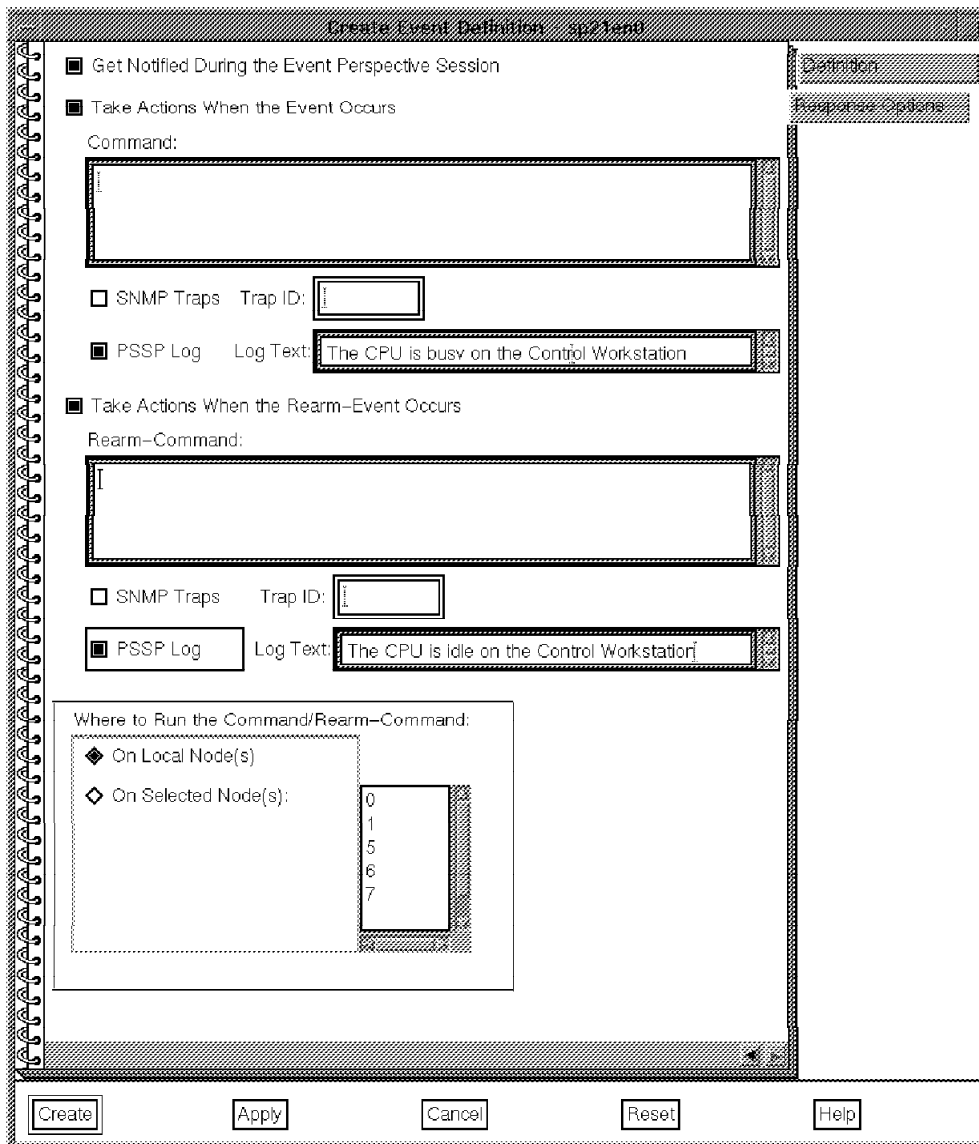 Create Event Definition sp21en0
Get Notified During the Event Perspective Session
Definition
Take Actions When the Event Occurs
Response Options
Command:
SNMP Traps Trap ID:
PSSP Log Log Text: The CPU is busy on the Control Workstation
Take Actions When the Rearm-Event Occurs
Rearm-Command:
SNMP Traps Trap ID:
PSSP Log Log Text: The CPU is idle on the Control Workstation
Where to Run the Command/Rearm-Command:
On Local Node(s)
On Selected Node(s):
0
1
5
6
7
Create Apply Cancel Reset Help